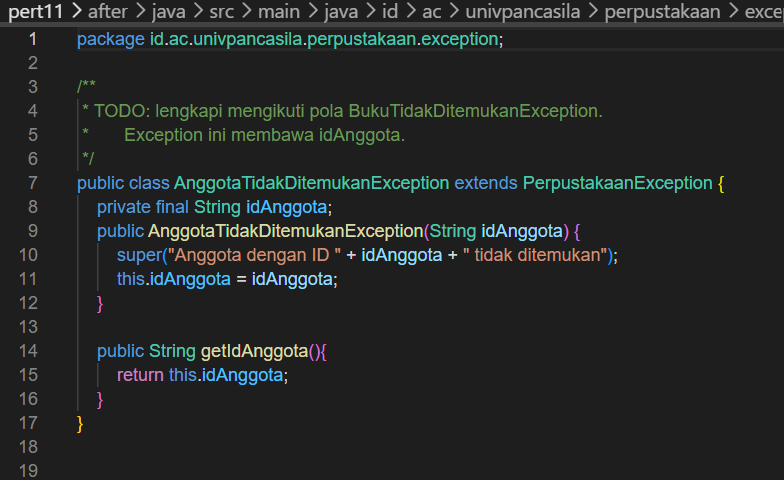 pert11 > after > java > src > main > java > id > ac > univpancasila > perpustakaan > exce
1 package id.ac.univpancasila.perpustakaan.exception;
2
3 /**
4  * TODO: lengkapi mengikuti pola BukuTidakDitemukanException.
5  *       Exception ini membawa idAnggota.
6  */
7 public class AnggotaTidakDitemukanException extends PerpustakaanException {
8     private final String idAnggota;
9     public AnggotaTidakDitemukanException(String idAnggota) {
10         super("Anggota dengan ID " + idAnggota + " tidak ditemukan");
11         this.idAnggota = idAnggota;
12     }
13
14     public String getIdAnggota(){
15         return this.idAnggota;
16     }
17 }
18
19